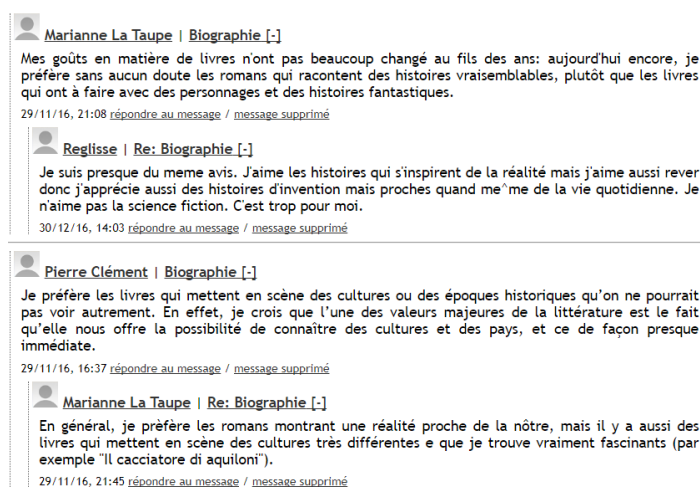 Marianne La Taupe | Biographie [-]
Mes goûts en matière de livres n'ont pas beaucoup changé au fils des ans: aujourd'hui encore, je
préfère sans aucun doute les romans qui racontent des histoires vraisemblables, plutôt que les livres
qui ont à faire avec des personnages et des histoires fantastiques.
29/11/16, 21:08 répondre au message / message supprimé
Reglisse | Re: Biographie [-]
Je suis presque du meme avis. J'aime les histoires qui s'inspirent de la réalité mais j'aime aussi rever
donc j'apprécie aussi des histoires d'invention mais proches quand me^me de la vie quotidienne. Je
n'aime pas la science fiction. C'est trop pour moi.
30/12/16, 14:03 répondre au message / message supprimé
Pierre Clément | Biographie [-]
Je préfère les livres qui mettent en scène des cultures ou des époques historiques qu’on ne pourrait
pas voir autrement. En effet, je crois que l’une des valeurs majeures de la littérature est le fait
qu’elle nous offre la possibilité de connaître des cultures et des pays, et ce de façon presque
immédiate.
29/11/16, 16:37 répondre au message / message supprimé
Marianne La Taupe | Re: Biographie [-]
En général, je prèfère les romans montrant une réalité proche de la nôtre, mais il y a aussi des
livres qui mettent en scène des cultures très différentes e que je trouve vraiment fascinants (par
exemple "Il cacciatore di aquiloni").
29/11/16, 21:45 répondre au message / message supprimé